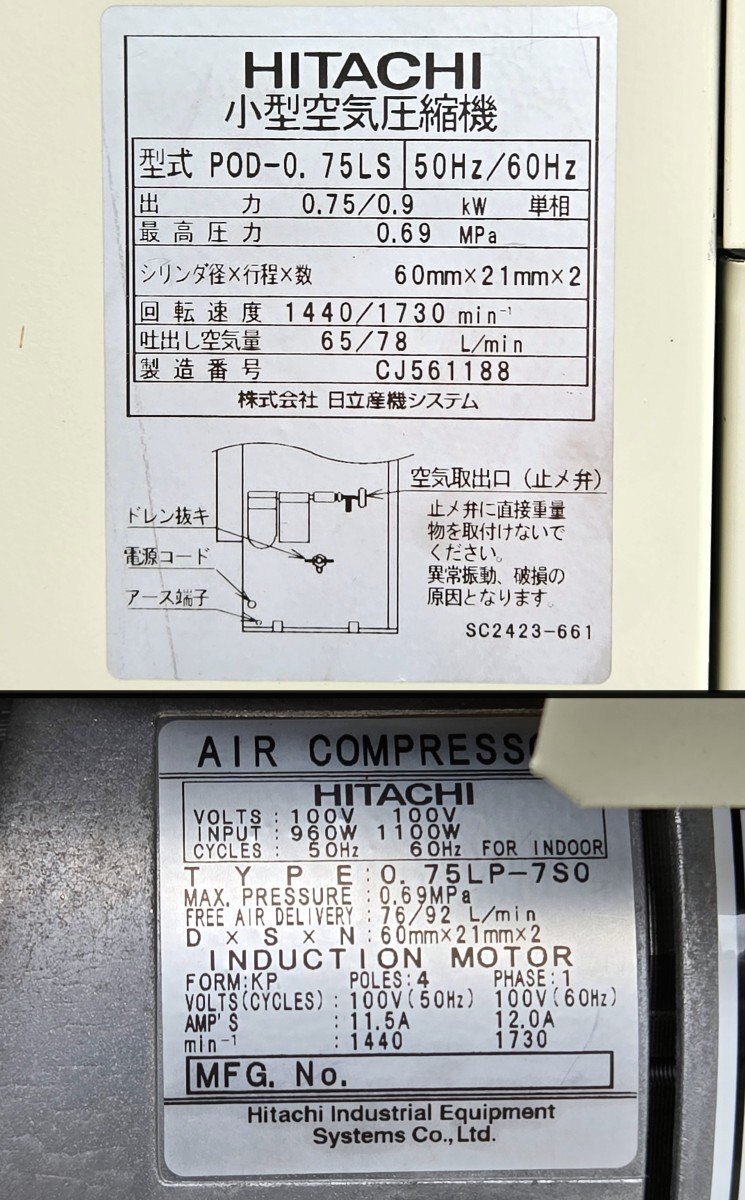 HITACHI
小型空気圧縮機
型式 POD-0.75LS 50Hz/60Hz
出力 0.75/0.9 kW 単相
最高圧力 0.69 MPa
シリンダ径×行程×数 60mm×21mm×2
回転速度 1440/1730 min⁻¹
吐出し空気量 65/78 L/min
製造番号 CJ561188
株式会社 日立産機システム
空気取出口(止メ弁)
ドレン抜キ
電源コード
アース端子
止メ弁に直接重量
物を取付けないで
ください。
異常振動、破損の
原因となります。
SC2423-661
AIR COMPRESSO
HITACHI
VOLTS : 100V 100V
INPUT : 960W 1100W
CYCLES : 50Hz 60Hz FOR INDOOR
TYPE : 0.75LP-7S0
MAX. PRESSURE : 0.69MPa
FREE AIR DELIVERY : 76/92 L/min
D×S×N : 60mm×21mm×2
INDUCTION MOTOR
FORM:KP POLES:4 PHASE:1
VOLTS(CYCLES) : 100V(50Hz) 100V(60Hz)
AMP'S : 11.5A 12.0A
min⁻¹ : 1440 1730
MFG. No.
Hitachi Industrial Equipment
Systems Co., Ltd.